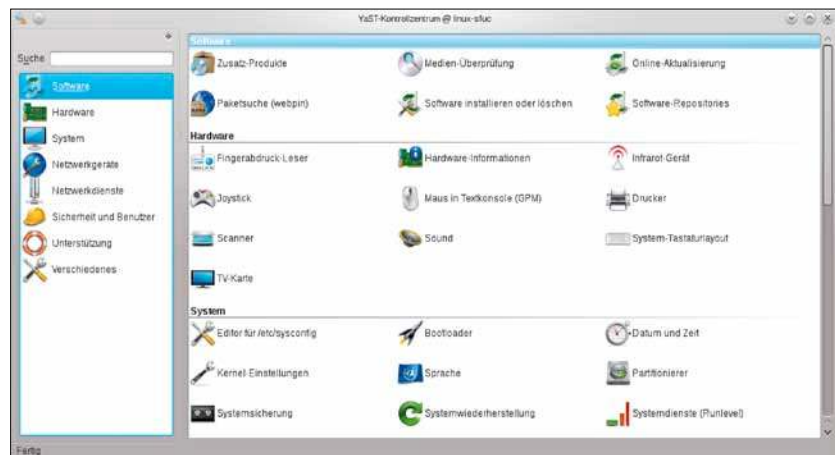 YaST-Kontrollzentrum @ linux-sfuc
Suche
Software
Hardware
System
Netzwerkgeräte
Netzwerkdienste
Sicherheit und Benutzer
Unterstützung
Verschiedenes
Software
Zusatz-Produkte
Medien-Überprüfung
Online-Aktualisierung
Paketsuche (webpin)
Software installieren oder löschen
Software-Repositories
Hardware
Fingerabdruck-Leser
Hardware-Informationen
Infrarot-Gerät
Joystick
Maus in Textkonsole (GPM)
Drucker
Scanner
Sound
System-Tastaturlayout
TV-Karte
System
Editor für /etc/sysconfig
Bootloader
Datum und Zeit
Kernel-Einstellungen
Sprache
Partitionierer
Systemsicherung
Systemwiederherstellung
Systemdienste (Runlevel)
Fertig